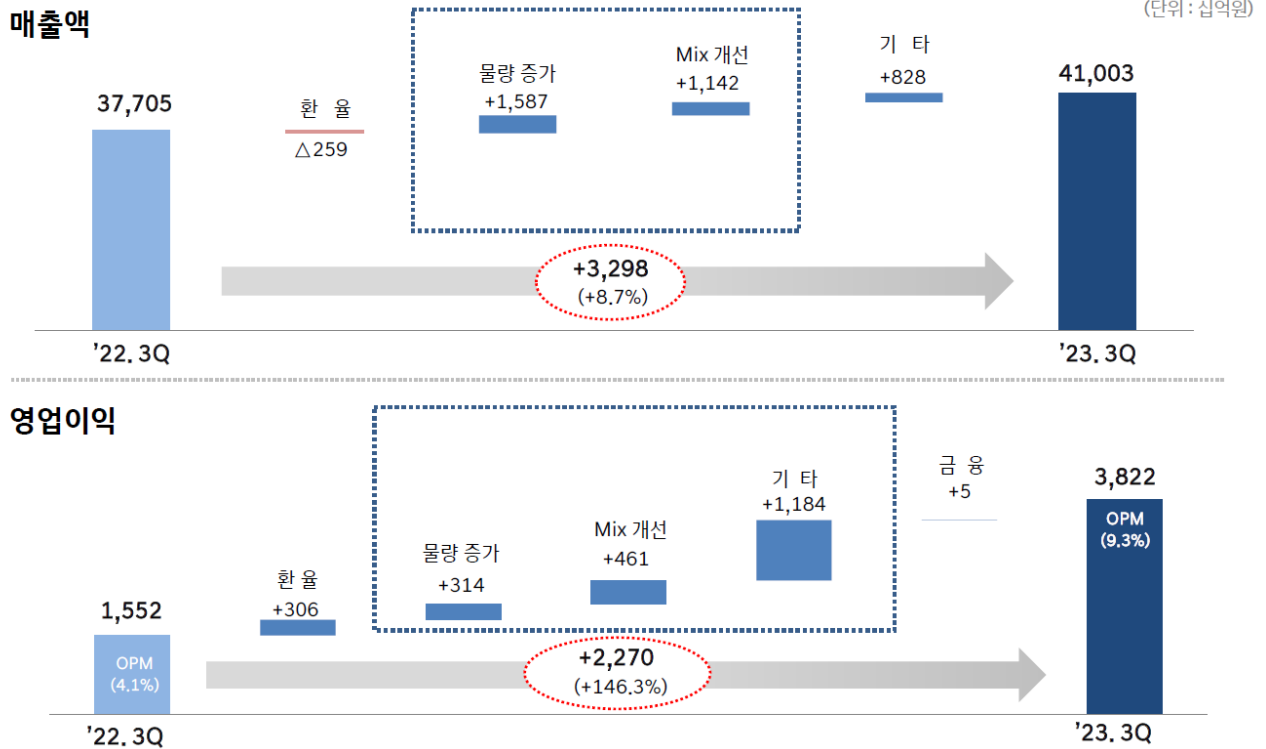 (단위 : 십억원)
매출액
37,705
환 율
△259
물량 증가
+1,587
Mix 개선
+1,142
기 타
+828
41,003
+3,298
(+8.7%)
’22. 3Q
’23. 3Q
영업이익
1,552
OPM
(4.1%)
환 율
+306
물량 증가
+314
Mix 개선
+461
기 타
+1,184
금 융
+5
3,822
OPM
(9.3%)
+2,270
(+146.3%)
’22. 3Q
’23. 3Q